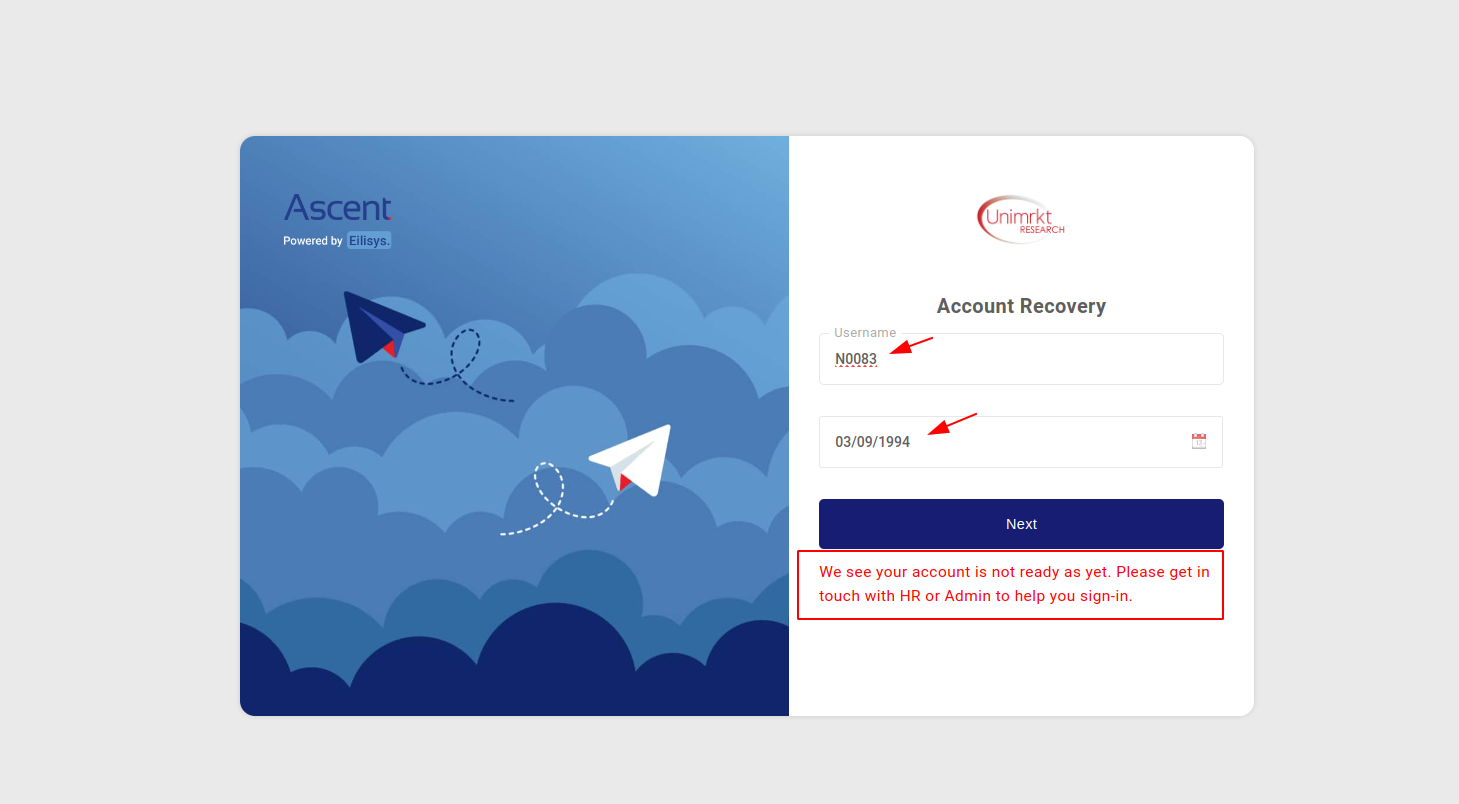 Ascent
Powered by Eilisys.
Unimrkt
RESEARCH
Account Recovery
Username
N0083
03/09/1994
12
Next
We see your account is not ready as yet. Please get in
touch with HR or Admin to help you sign-in.